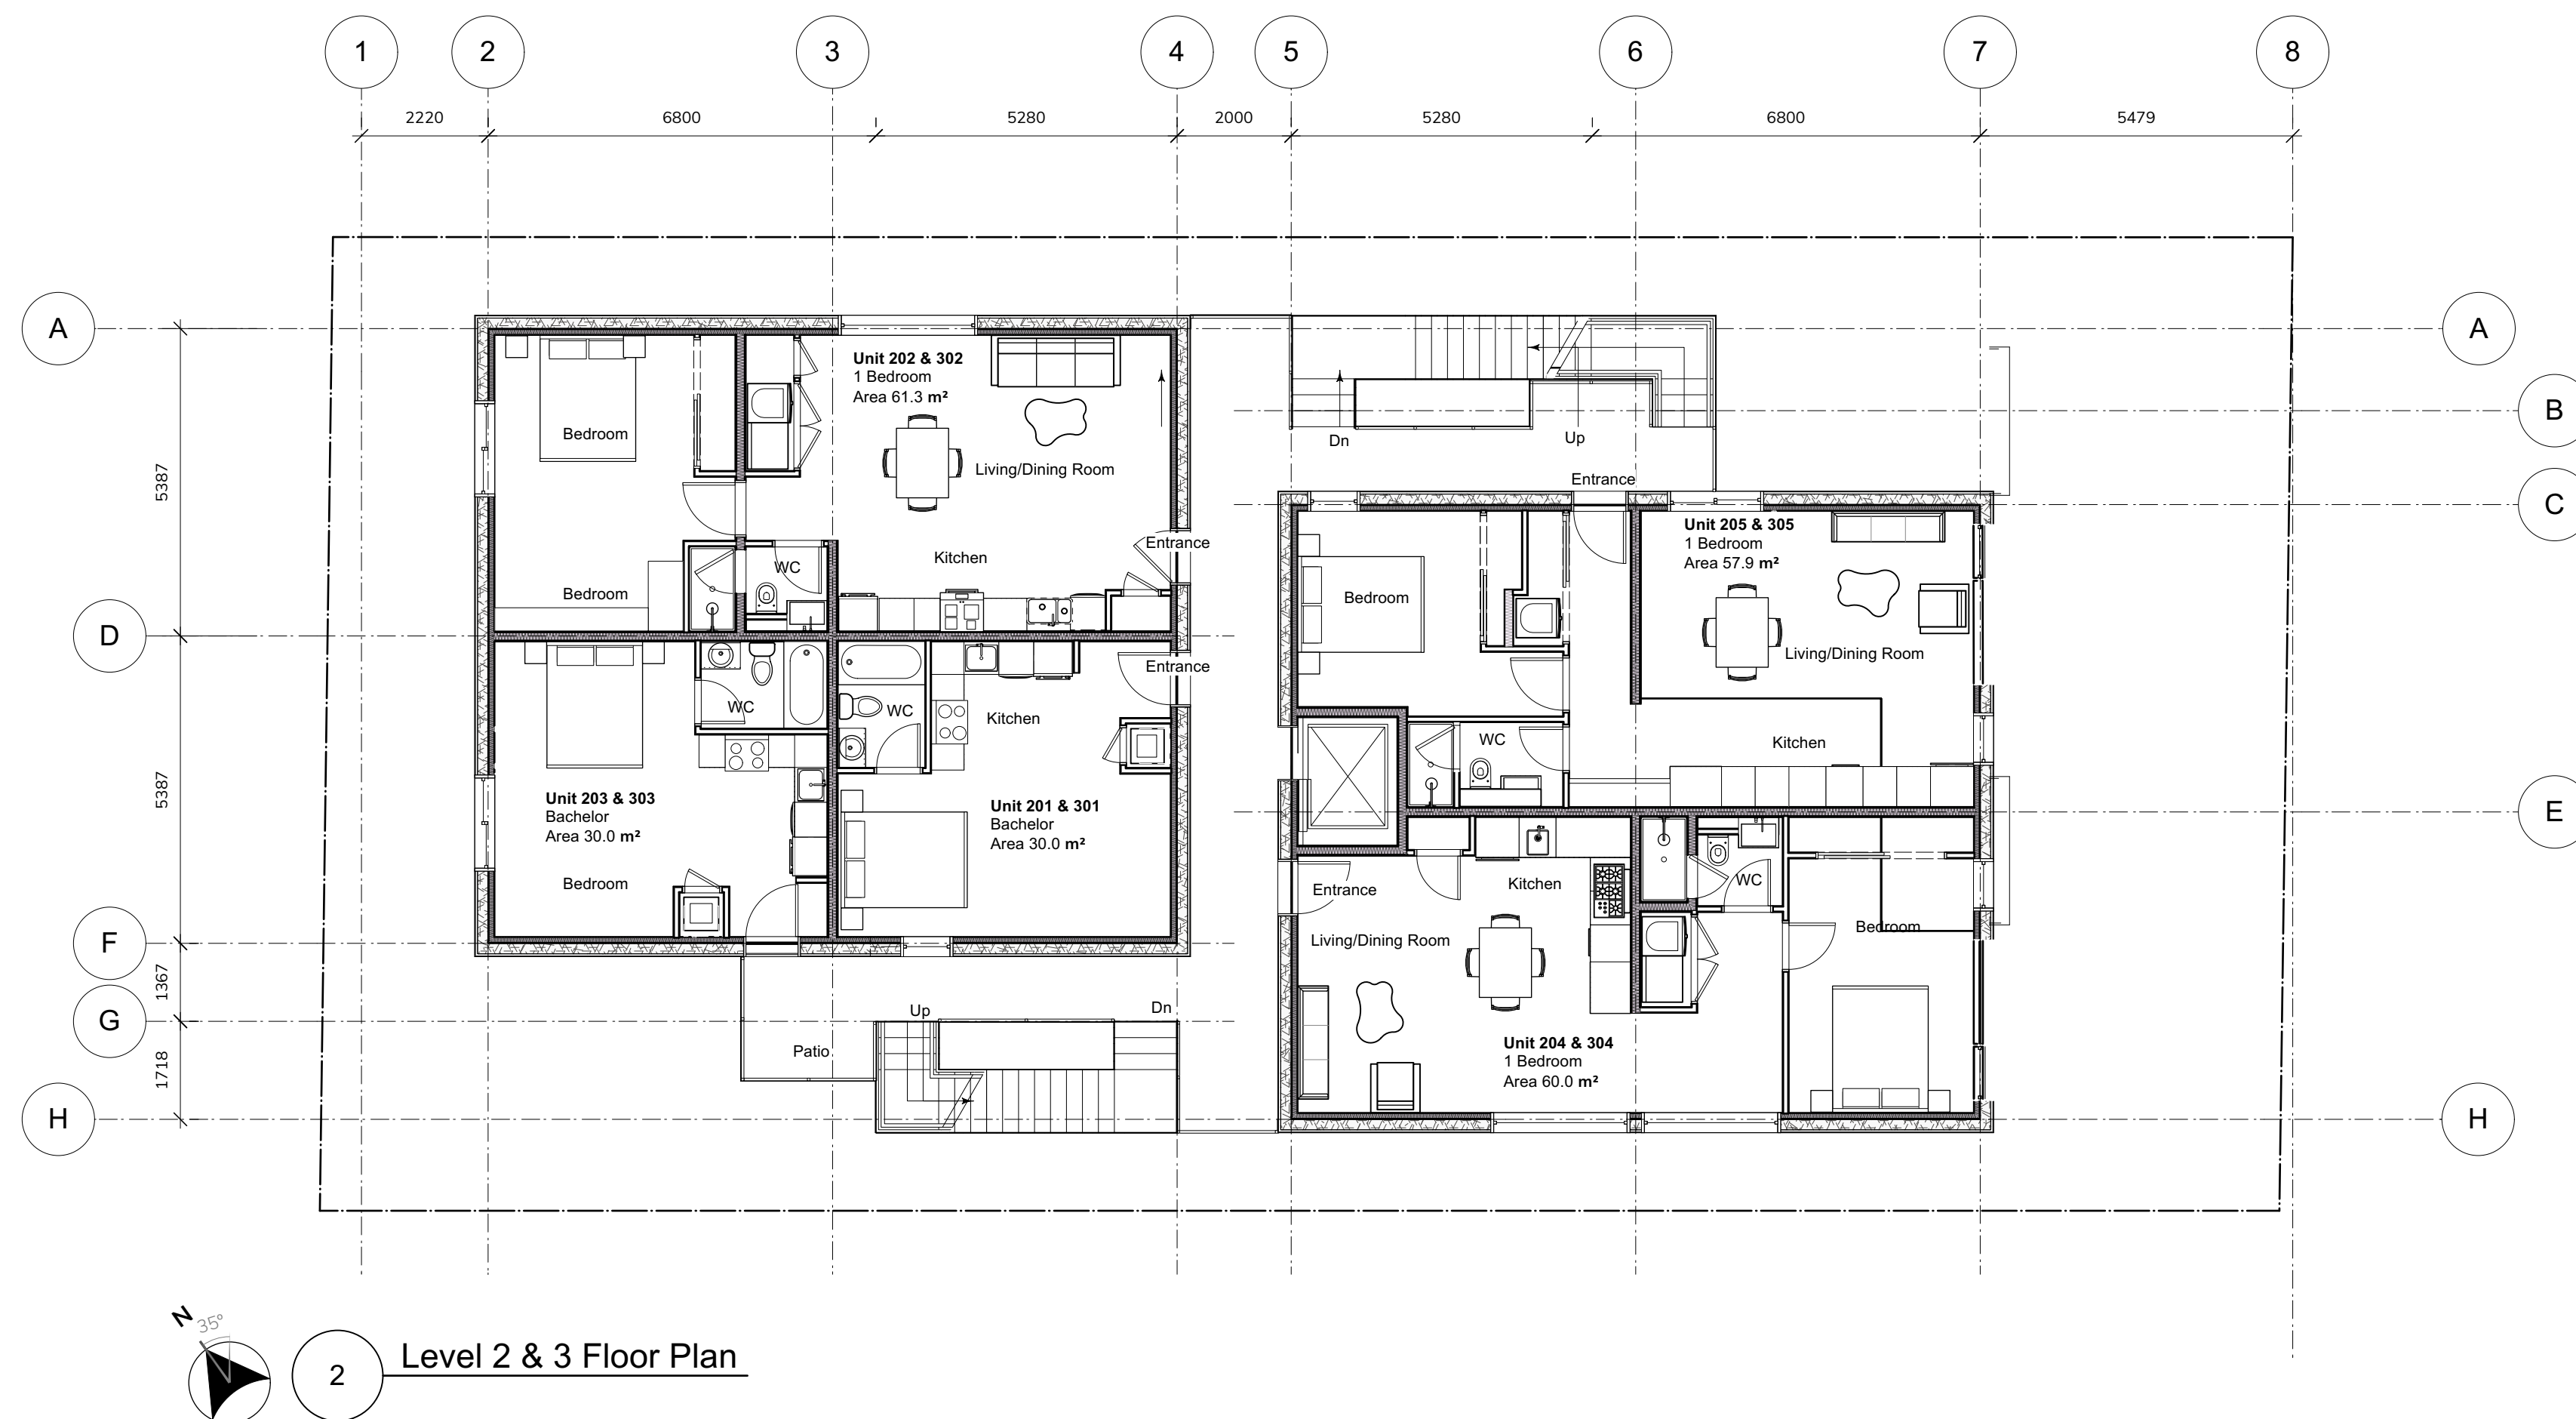 1 2 3 4 5 6 7 8
2220 6800 5280 2000 5280 6800 5479
A A
B
C
D
E
F
G
H H
5387
5387
1367
1718
Unit 202 & 302
1 Bedroom
Area 61.3 m²
Bedroom
Living/Dining Room
Kitchen
Entrance
WC
Bedroom
Unit 203 & 303
Bachelor
Area 30.0 m²
WC
Bedroom
Unit 201 & 301
Bachelor
Area 30.0 m²
WC
Kitchen
Entrance
Up
Dn
Patio
Dn
Up
Entrance
Unit 205 & 305
1 Bedroom
Area 57.9 m²
Bedroom
Living/Dining Room
WC
Kitchen
Entrance
Kitchen
WC
Bedroom
Living/Dining Room
Unit 204 & 304
1 Bedroom
Area 60.0 m²
N
35°
2
Level 2 & 3 Floor Plan